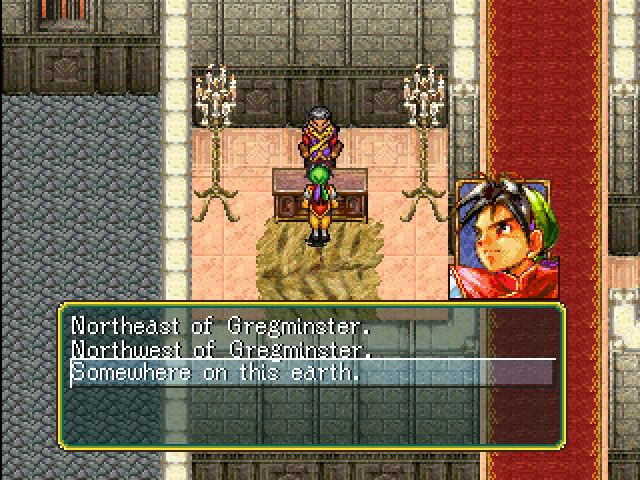 Northeast of Gregminster.
Northwest of Gregminster.
Somewhere on this earth.